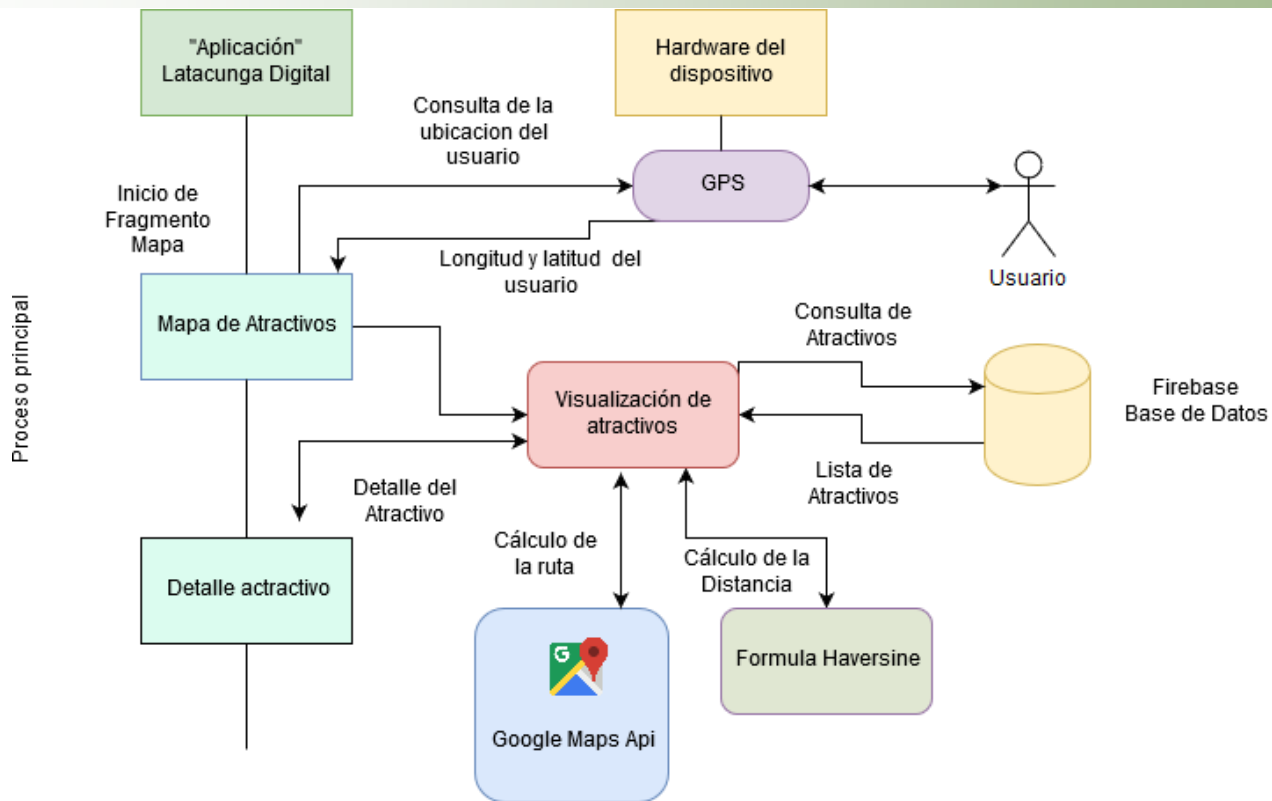 "Aplicación"
Latacunga Digital
Hardware del
dispositivo
Consulta de la
ubicacion del
usuario
GPS
Inicio de
Fragmento
Mapa
Longitud y latitud del
usuario
Usuario
Proceso principal
Mapa de Atractivos
Consulta de
Atractivos
Visualización de
atractivos
Firebase
Base de Datos
Lista de
Atractivos
Detalle del
Atractivo
Cálculo de
la ruta
Cálculo de la
Distancia
Detalle actractivo
G
Google Maps Api
Formula Haversine